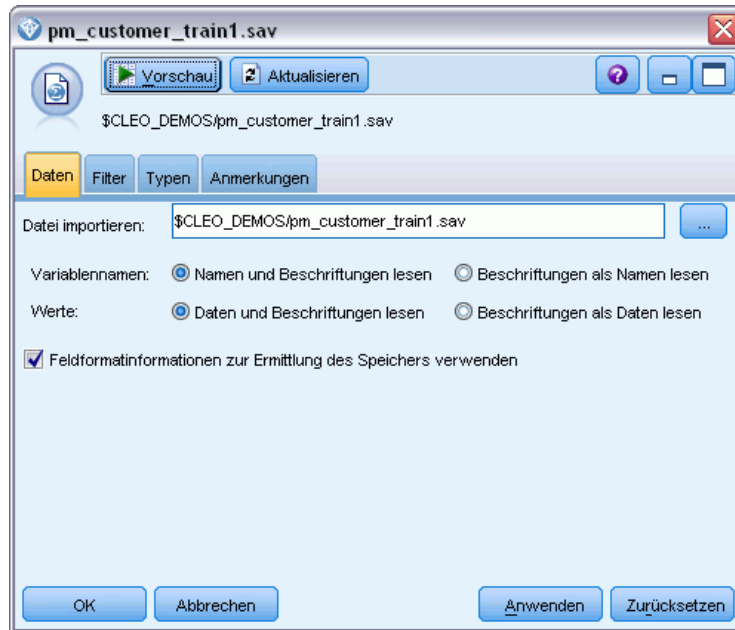 pm_customer_train1.sav
Vorschau Aktualisieren ?
$CLEO_DEMOS/pm_customer_train1.sav
Daten Filter Typen Anmerkungen
Datei importieren: $CLEO_DEMOS/pm_customer_train1.sav ...
Variablennamen: Namen und Beschriftungen lesen Beschriftungen als Namen lesen
Werte: Daten und Beschriftungen lesen Beschriftungen als Daten lesen
Feldformatinformationen zur Ermittlung des Speichers verwenden
OK Abbrechen Anwenden Zurücksetzen